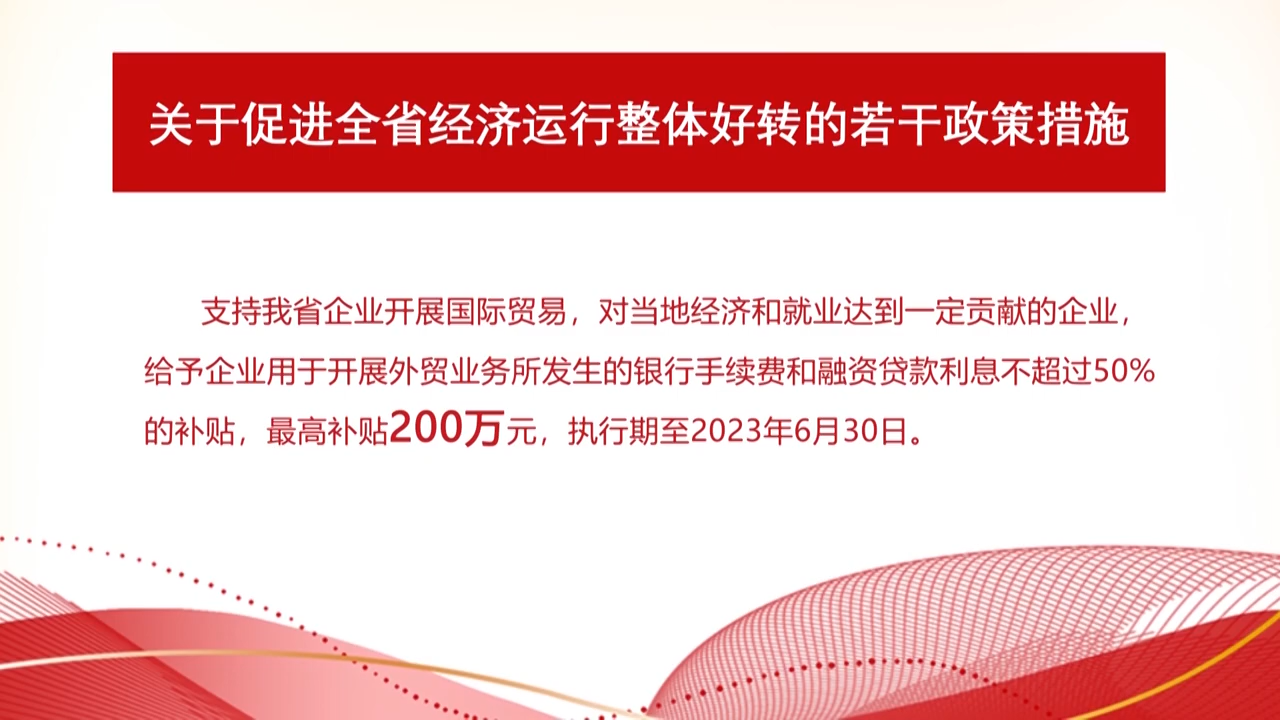 关于促进全省经济运行整体好转的若干政策措施
支持我省企业开展国际贸易，对当地经济和就业达到一定贡献的企业，
给予企业用于开展外贸业务所发生的银行手续费和融资贷款利息不超过50%
的补贴，最高补贴200万元，执行期至2023年6月30日。